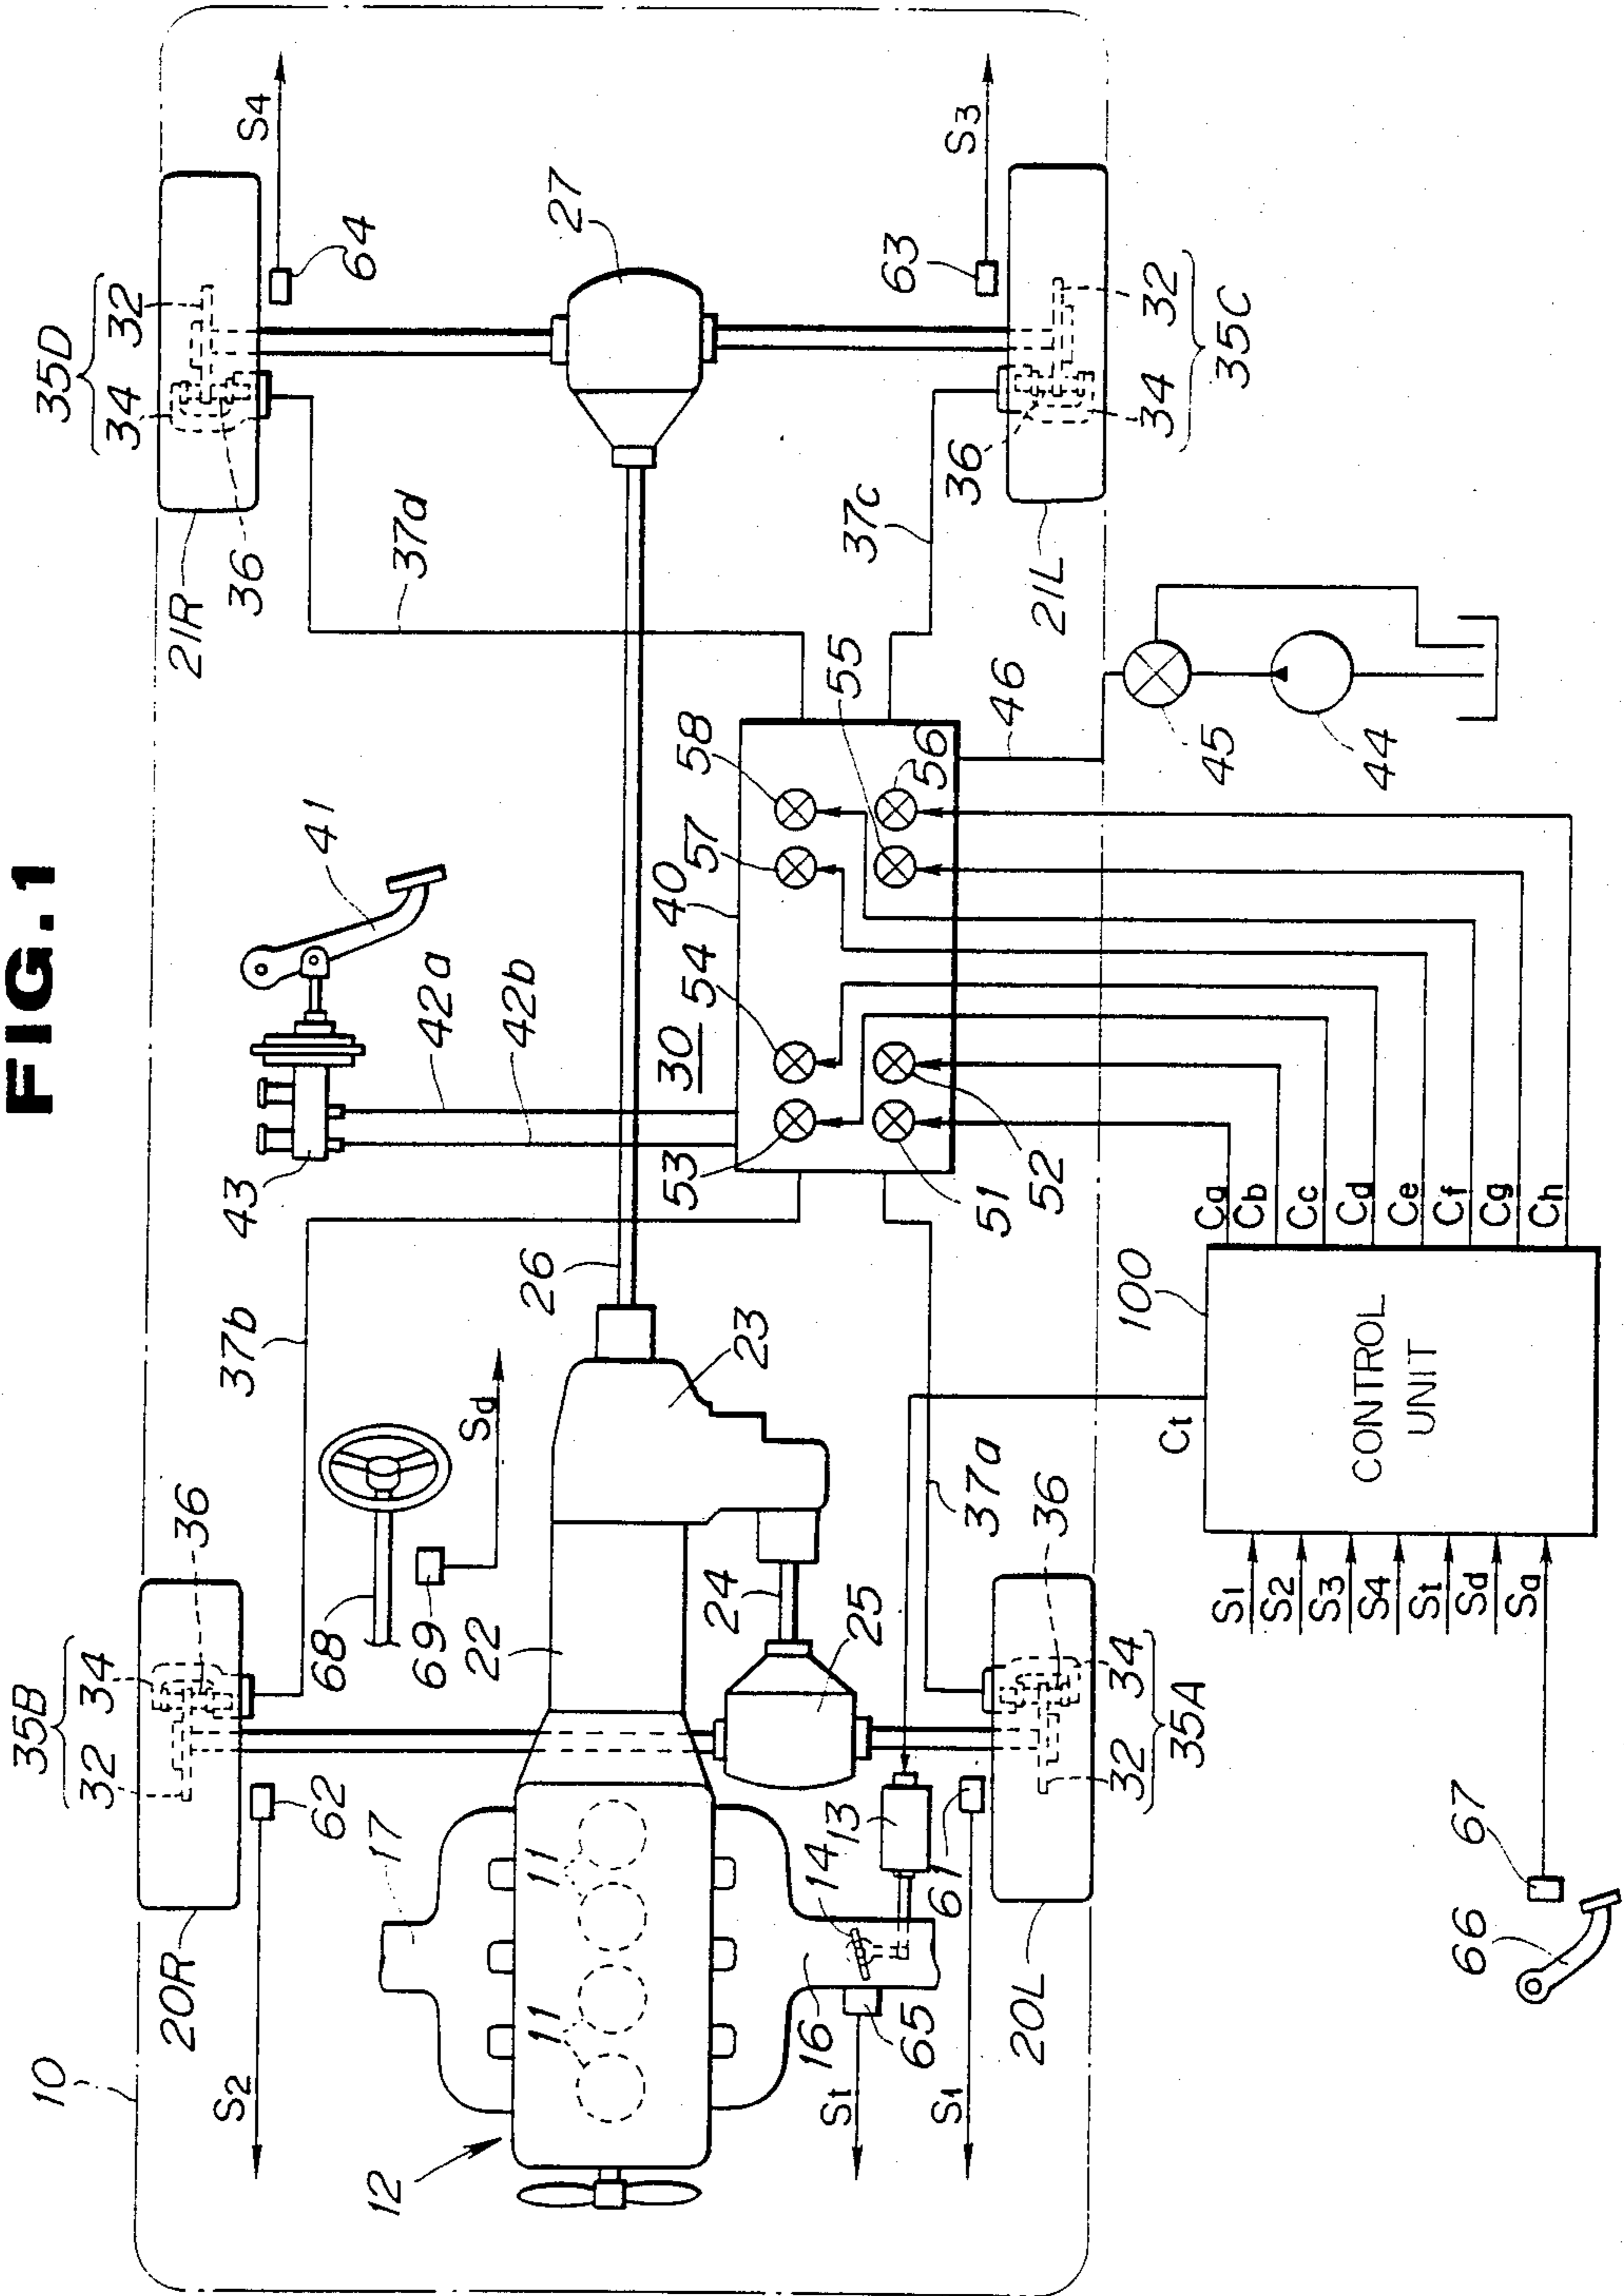 FIG. 1
10
20R
35B
32 34
36
62
S2
17
12
11
11
22
68
69
Sd
37b
23
24
25
26
43
41
42a
42b
35D
34 32
36
21R
64
S4
37d
27
63
S3
37c
36
34 32
35C
21L
30
40
53
54
57
58
51
52
55
56
46
45
44
14
13
16
65
St
61
S1
20L
32 34
36
35A
37a
Ct
100
CONTROL
UNIT
S1
S2
S3
S4
St
Sd
Sa
Ca
Cb
Cc
Cd
Ce
Cf
Cg
Ch
66
67